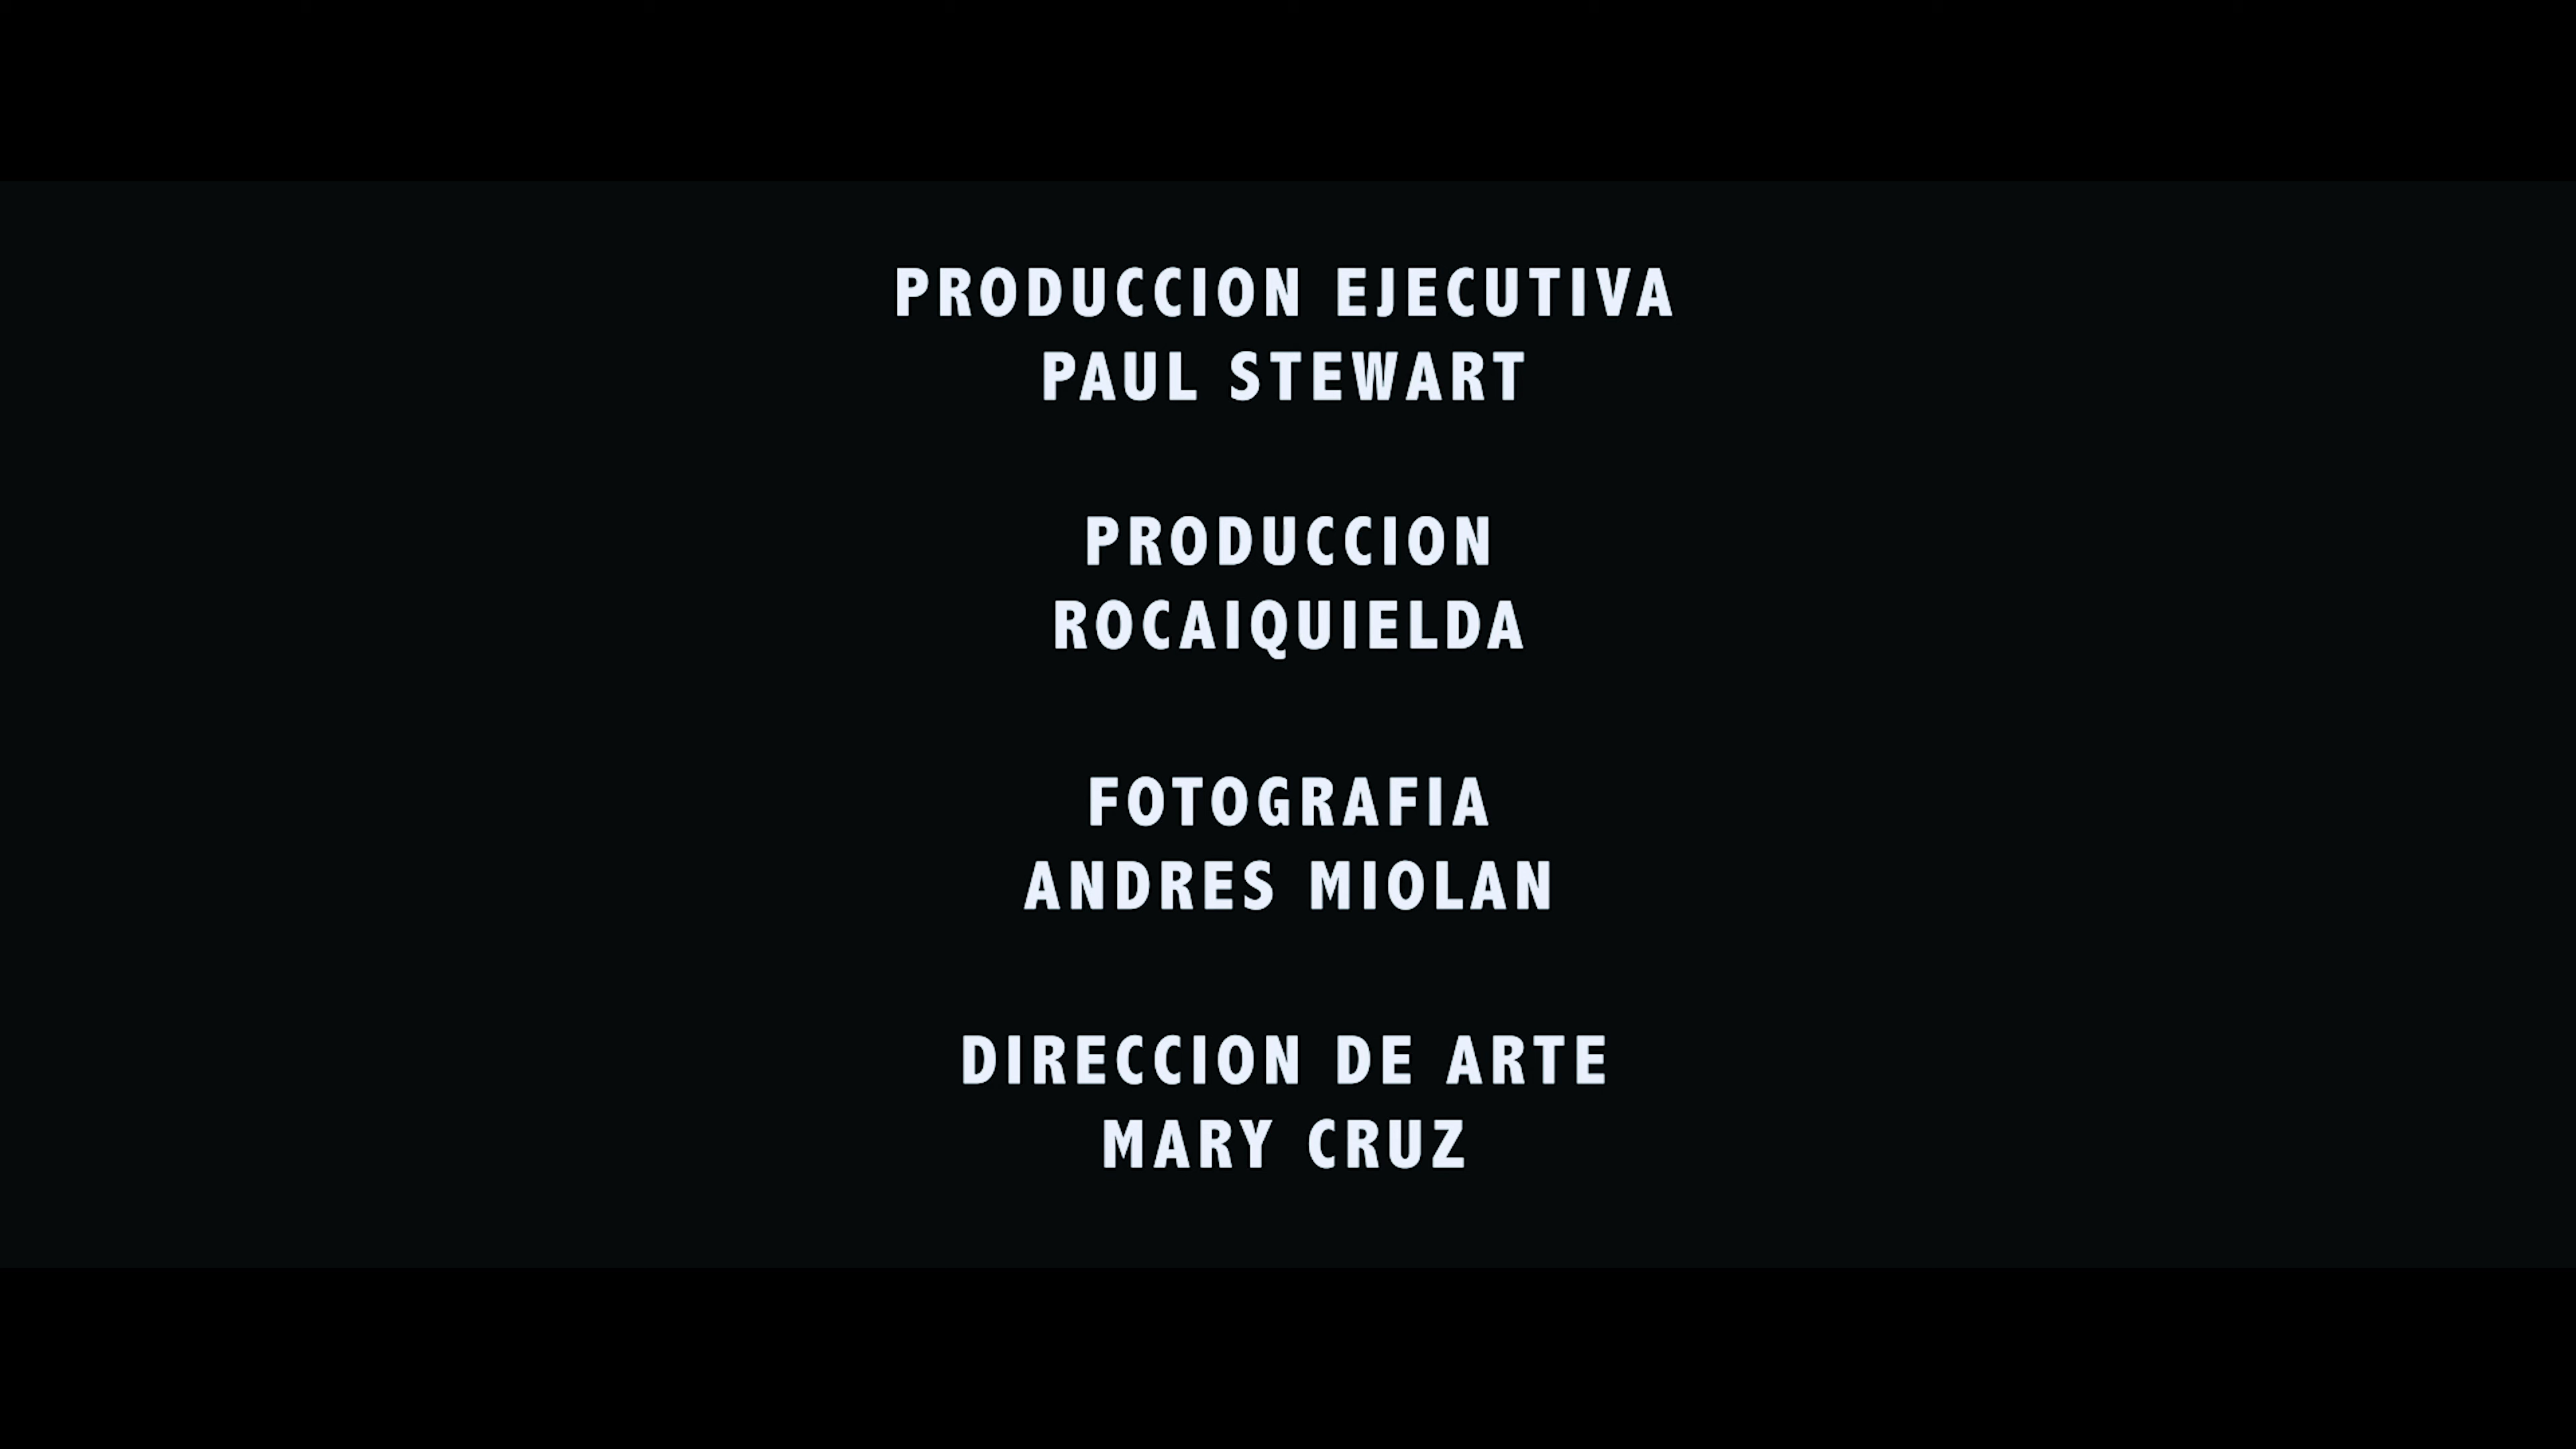 PRODUCCION EJECUTIVA
PAUL STEWART
PRODUCCION
ROCAIQUIELDA
FOTOGRAFIA
ANDRES MIOLAN
DIRECCION DE ARTE
MARY CRUZ